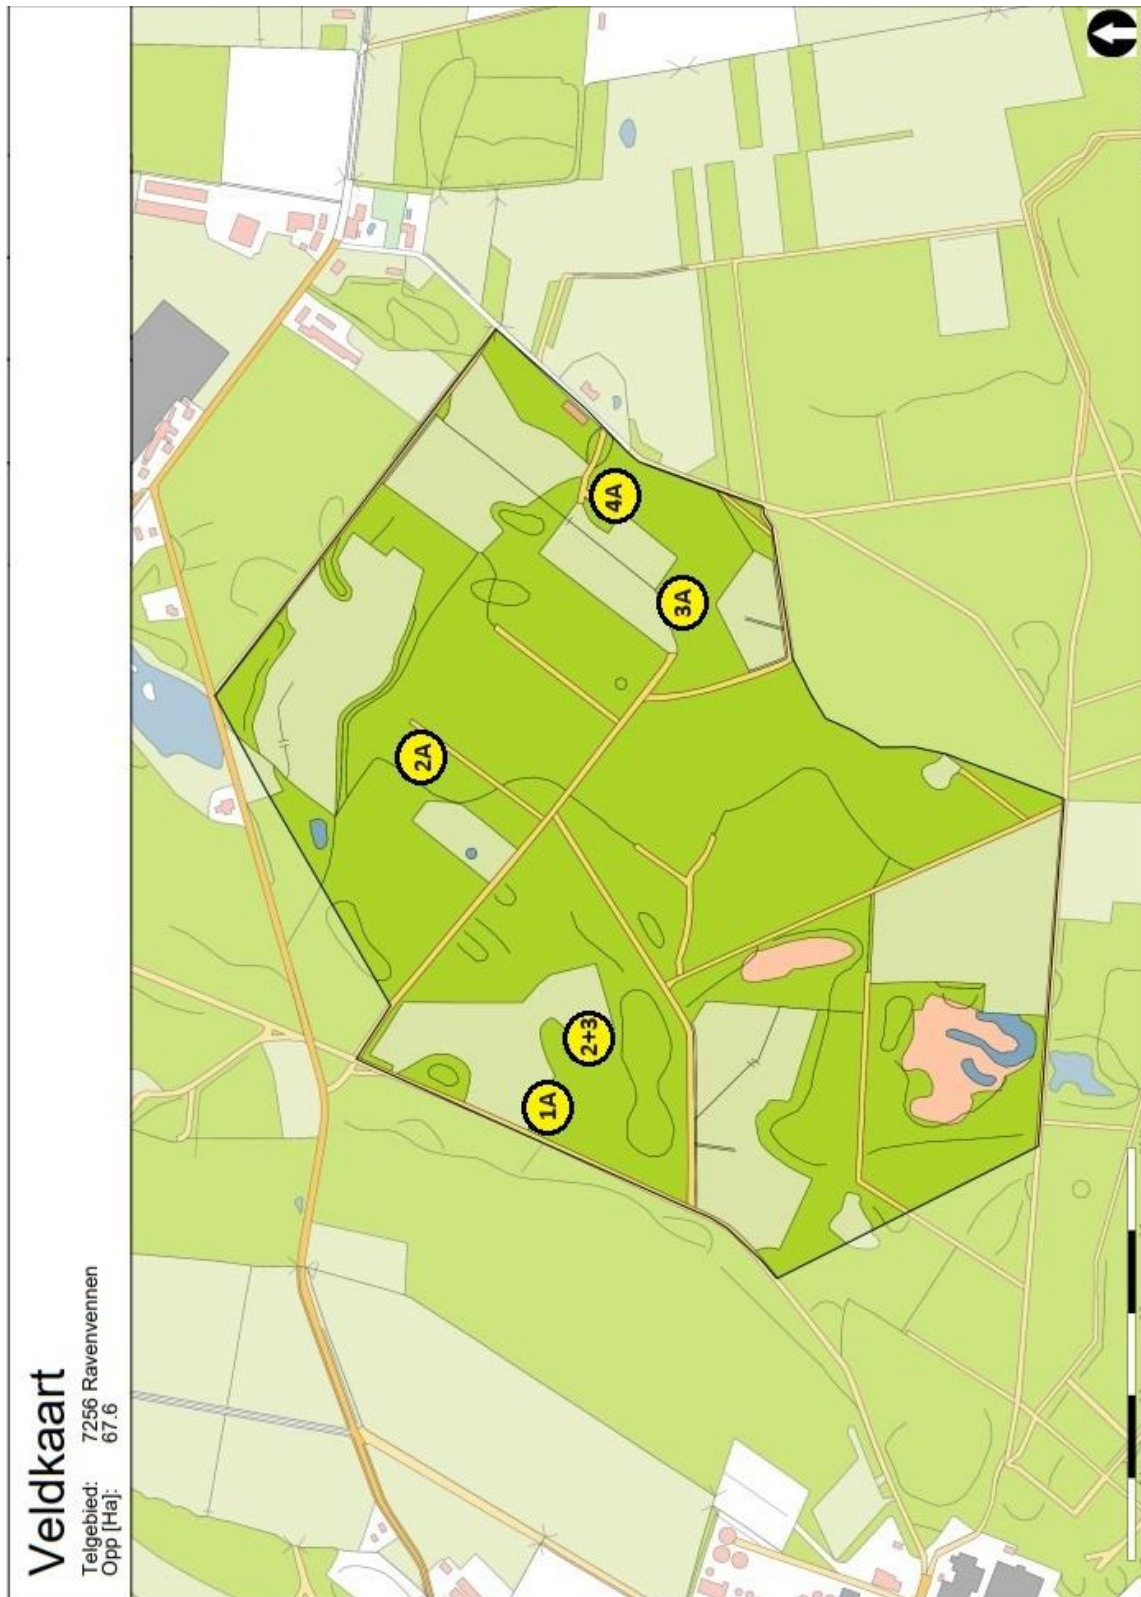 Veldkaart
Telgebied: 7256 Ravenvennen
Opp [Ha]: 67.6
1A
2+3
2A
3A
4A